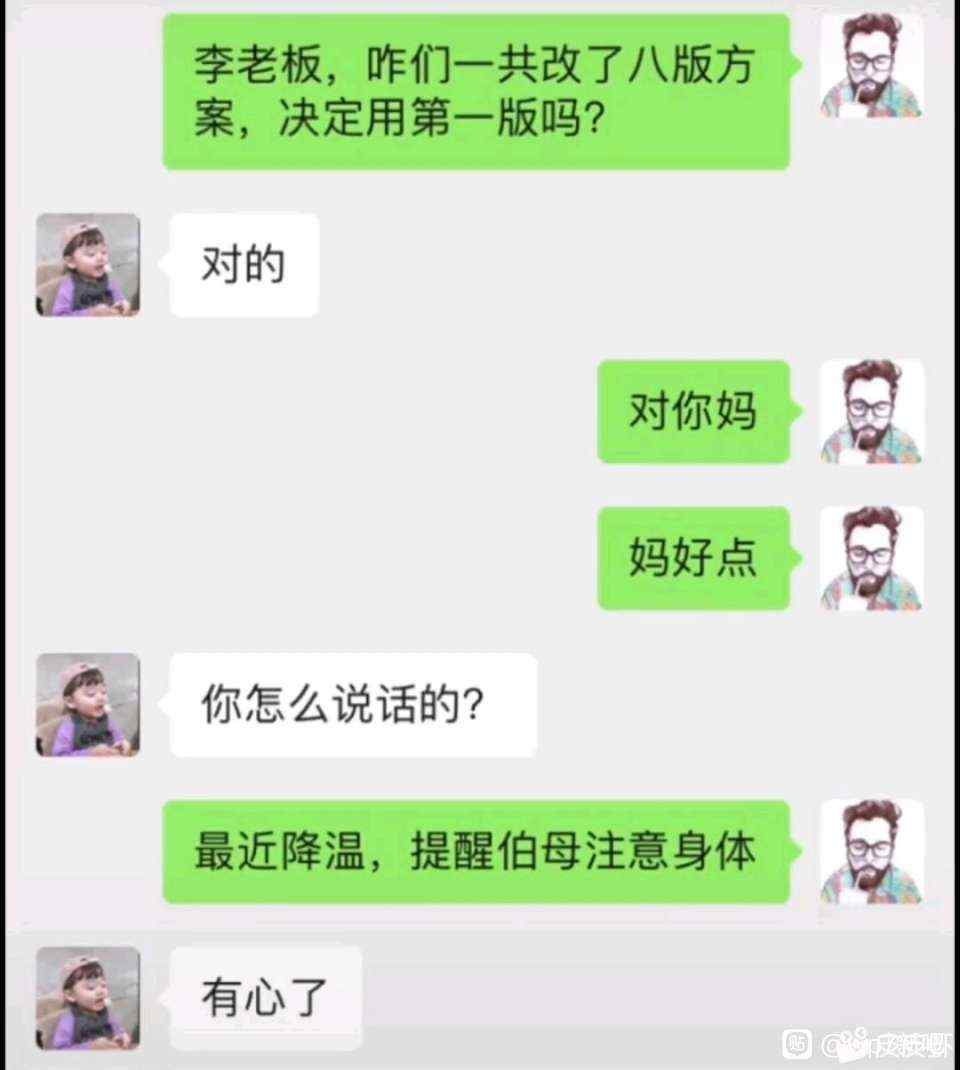 李老板，咱们一共改了八版方
案，决定用第一版吗？
对的
对你妈
妈好点
你怎么说话的？
最近降温，提醒伯母注意身体
有心了
贴